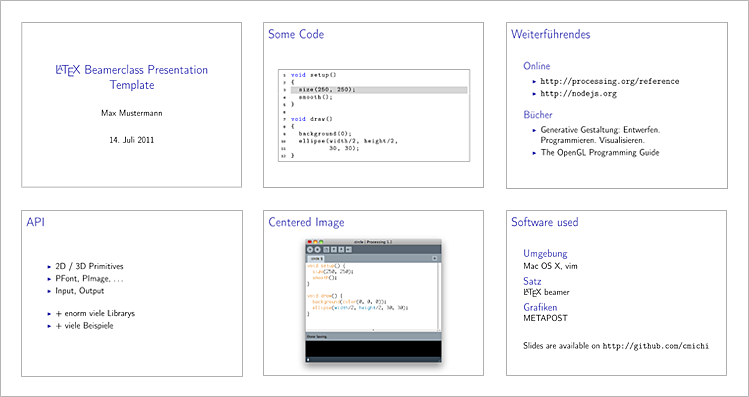 LATEX Beamerclass Presentation
Template
Max Mustermann
14. Juli 2011
Some Code
1 void setup()
2 {
3 size(250, 250);
4 smooth();
5 }
6
7 void draw()
8 {
9 background(0);
10 ellipse(width/2, height/2,
11 30, 30);
12 }
Weiterführendes
Online
▸ http://processing.org/reference
▸ http://nodejs.org
Bücher
▸ Generative Gestaltung: Entwerfen.
Programmieren. Visualisieren.
▸ The OpenGL Programming Guide
API
▸ 2D / 3D Primitives
▸ PFont, PImage, . . .
▸ Input, Output
▸ + enorm viele Librarys
▸ + viele Beispiele
Centered Image
circle | Processing 1.1
circle §
void setup() {
size(250, 250);
smooth();
}
void draw() {
background(color(0, 0, 0));
ellipse(width/2, height/2, 30, 30);
}
Done Saving.
Software used
Umgebung
Mac OS X, vim
Satz
LATEX beamer
Grafiken
METAPOST
Slides are available on http://github.com/cmichi